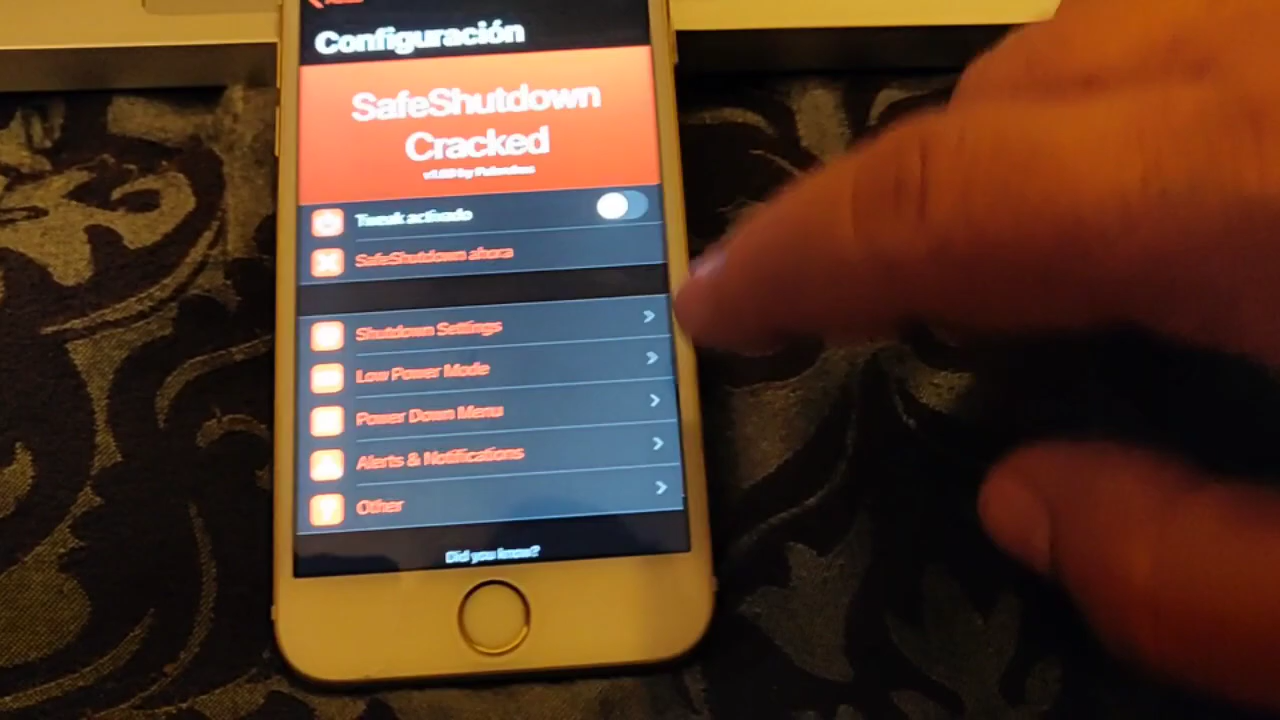 Configuración
SafeShutdown
Cracked
Tweak activado
SafeShutdown ahora
Shutdown Settings
Low Power Mode
Power Down Menu
Alerts & Notifications
Other
Did you know?